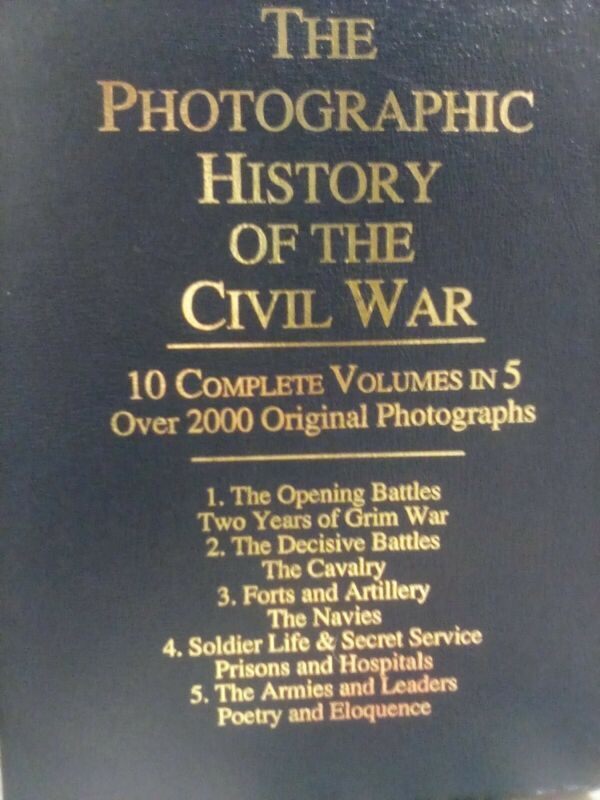 THE
PHOTOGRAPHIC
HISTORY
OF THE
CIVIL WAR
10 COMPLETE VOLUMES IN 5
Over 2000 Original Photographs
1. The Opening Battles
Two Years of Grim War
2. The Decisive Battles
The Cavalry
3. Forts and Artillery
The Navies
4. Soldier Life & Secret Service
Prisons and Hospitals
5. The Armies and Leaders
Poetry and Eloquence